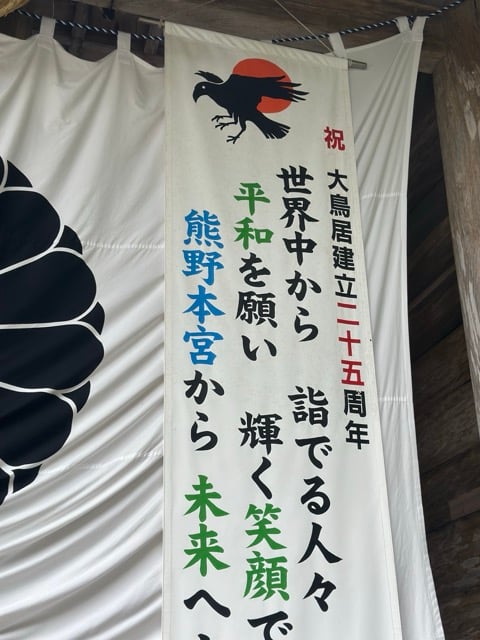 祝 大鳥居建立二十五周年
世界中から 詣でる人々
平和を願い 輝く笑顔で
熊野本宮から 未来へ